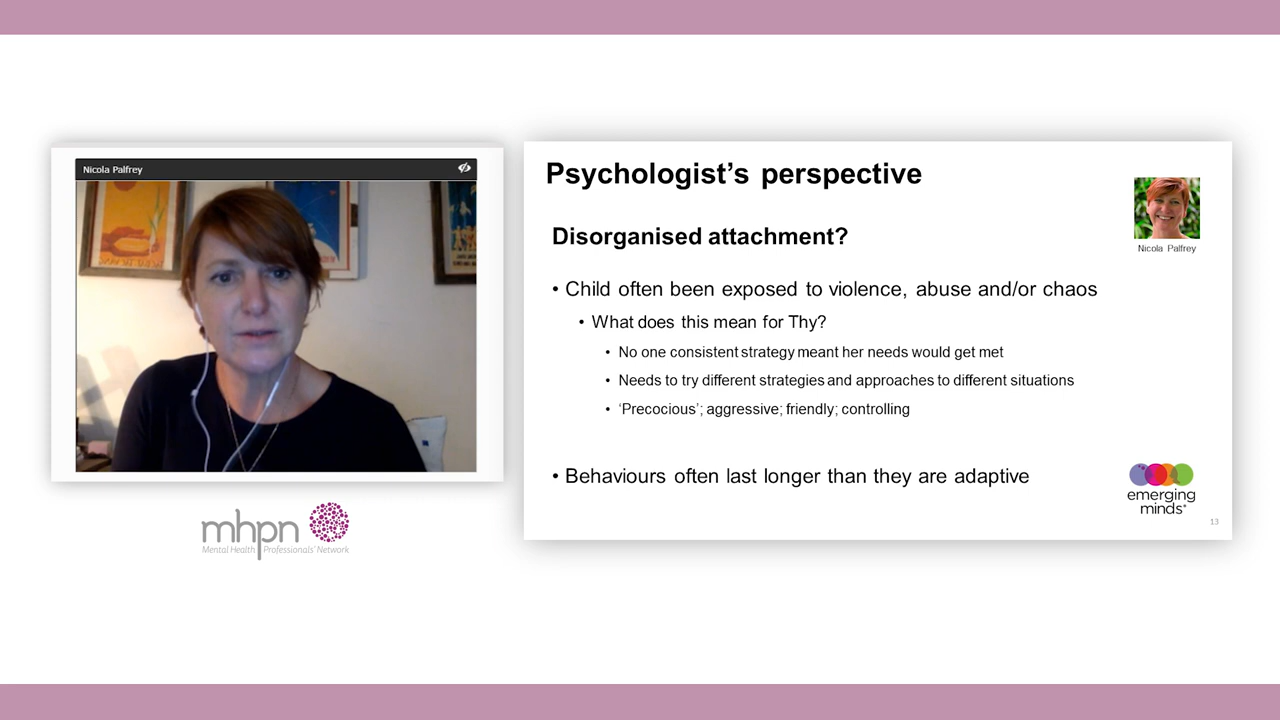 Nicola Palfrey
mhpn
Mental Health Professionals' Network
Psychologist’s perspective
Nicola Palfrey
Disorganised attachment?
• Child often been exposed to violence, abuse and/or chaos
• What does this mean for Thy?
• No one consistent strategy meant her needs would get met
• Needs to try different strategies and approaches to different situations
• ‘Precocious’; aggressive; friendly; controlling
• Behaviours often last longer than they are adaptive
emerging
minds
13